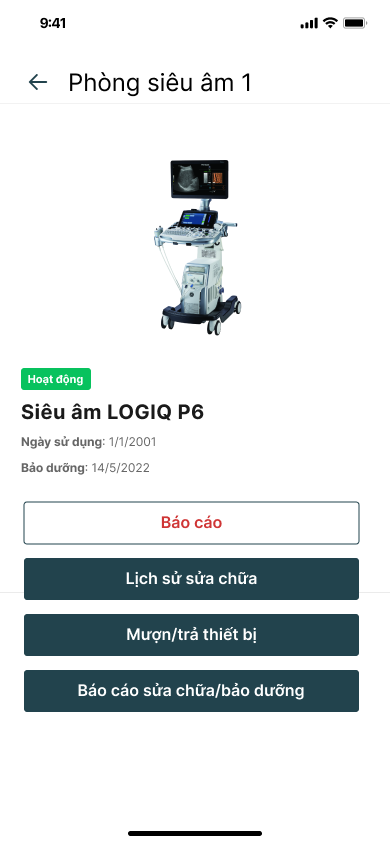 9:41
Phòng siêu âm 1
Hoạt động
Siêu âm LOGIQ P6
Ngày sử dụng: 1/1/2001
Bảo dưỡng: 14/5/2022
Báo cáo
Lịch sử sửa chữa
Mượn/trả thiết bị
Báo cáo sửa chữa/bảo dưỡng